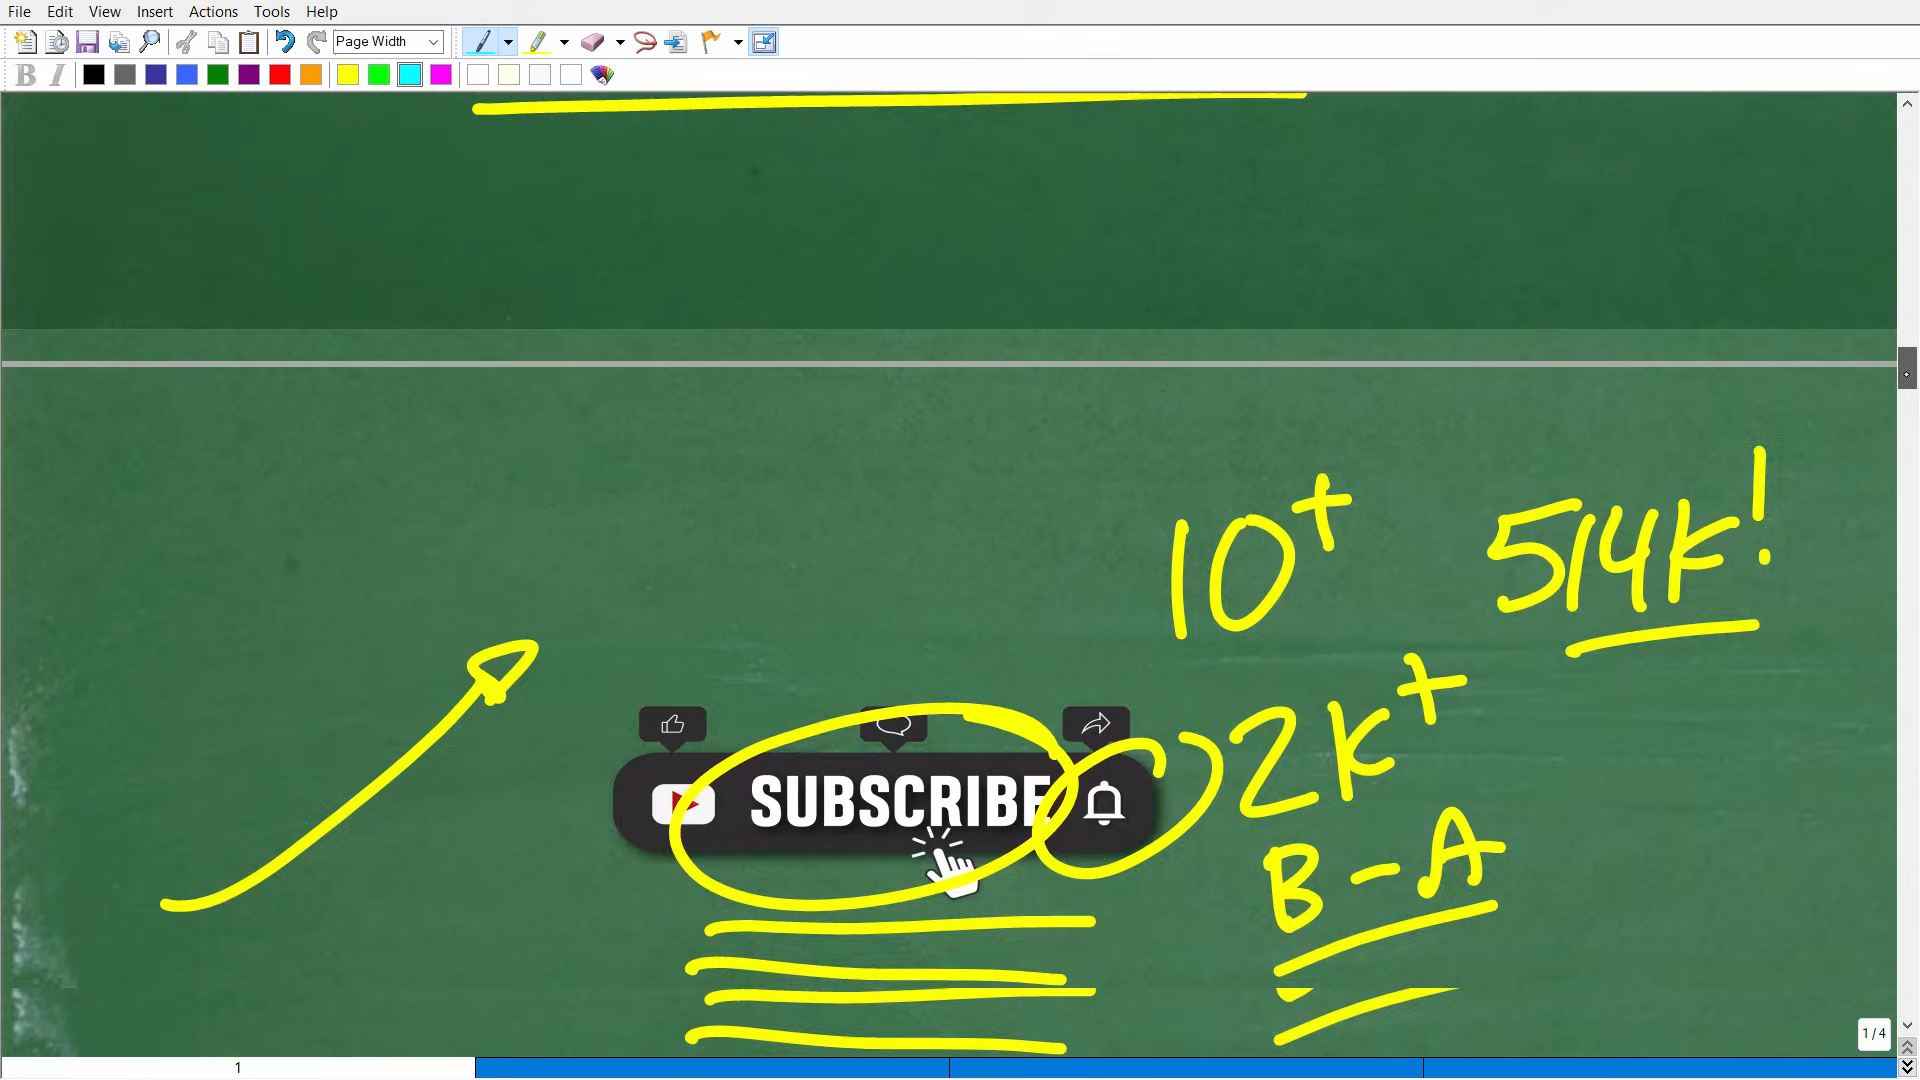 File Edit View Insert Actions Tools Help
Page Width
B I
10+ 514k!
2k+
SUBSCRIBE
B-A
1/4
1